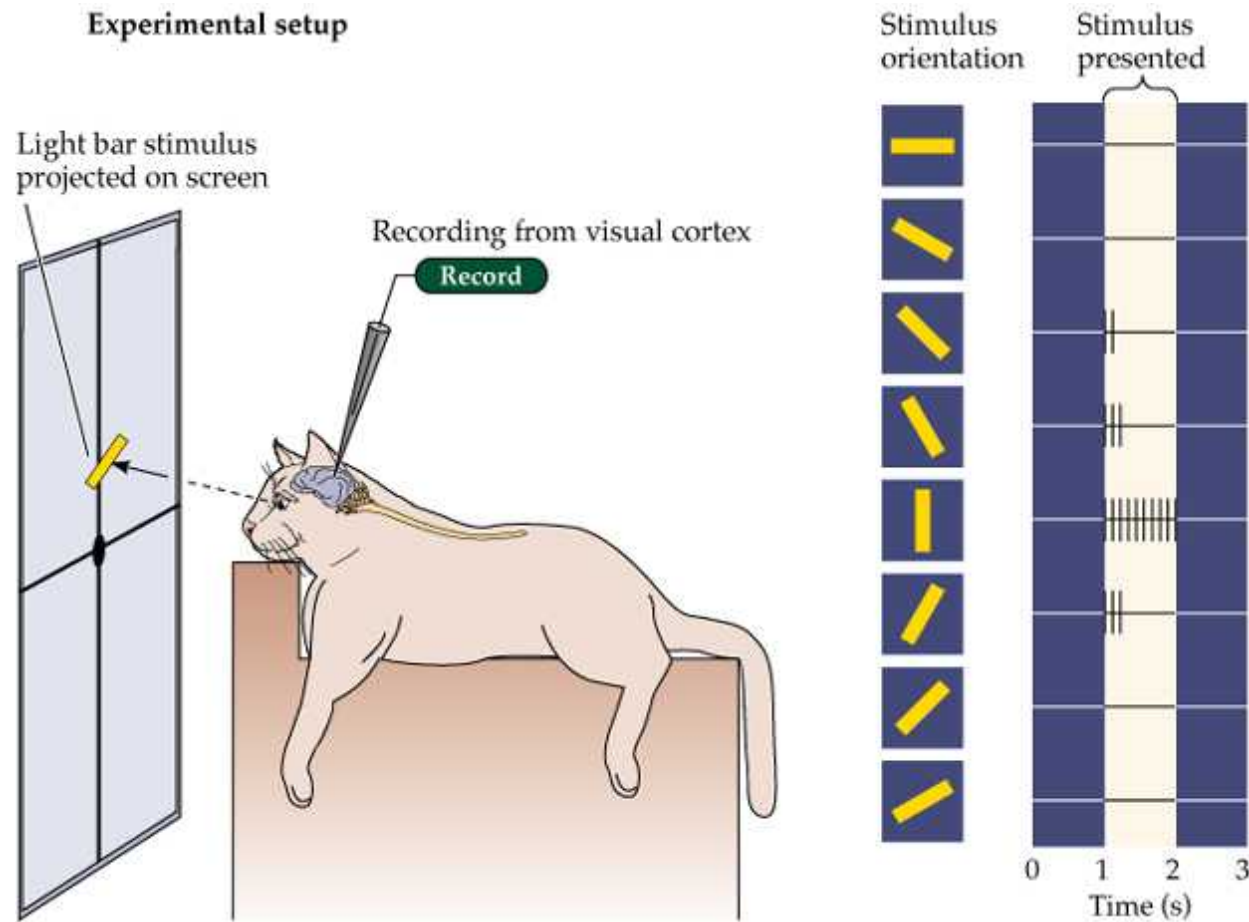 Experimental setup
Light bar stimulus
projected on screen
Recording from visual cortex
Record
Stimulus
orientation
Stimulus
presented
0 1 2 3
Time (s)